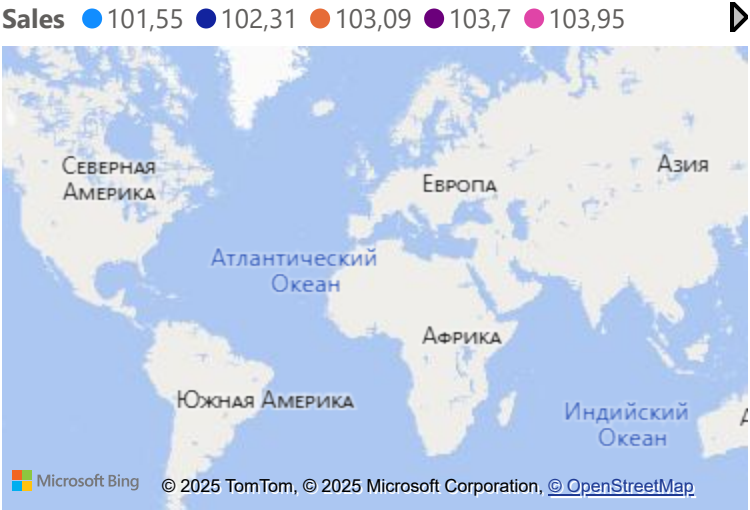 Sales 101,55 102,31 103,09 103,7 103,95
Северная
Америка
Азия
Европа
Атлантический
Океан
Африка
Южная Америка
Индийский
Океан
А
Microsoft Bing © 2025 TomTom, © 2025 Microsoft Corporation, © OpenStreetMap